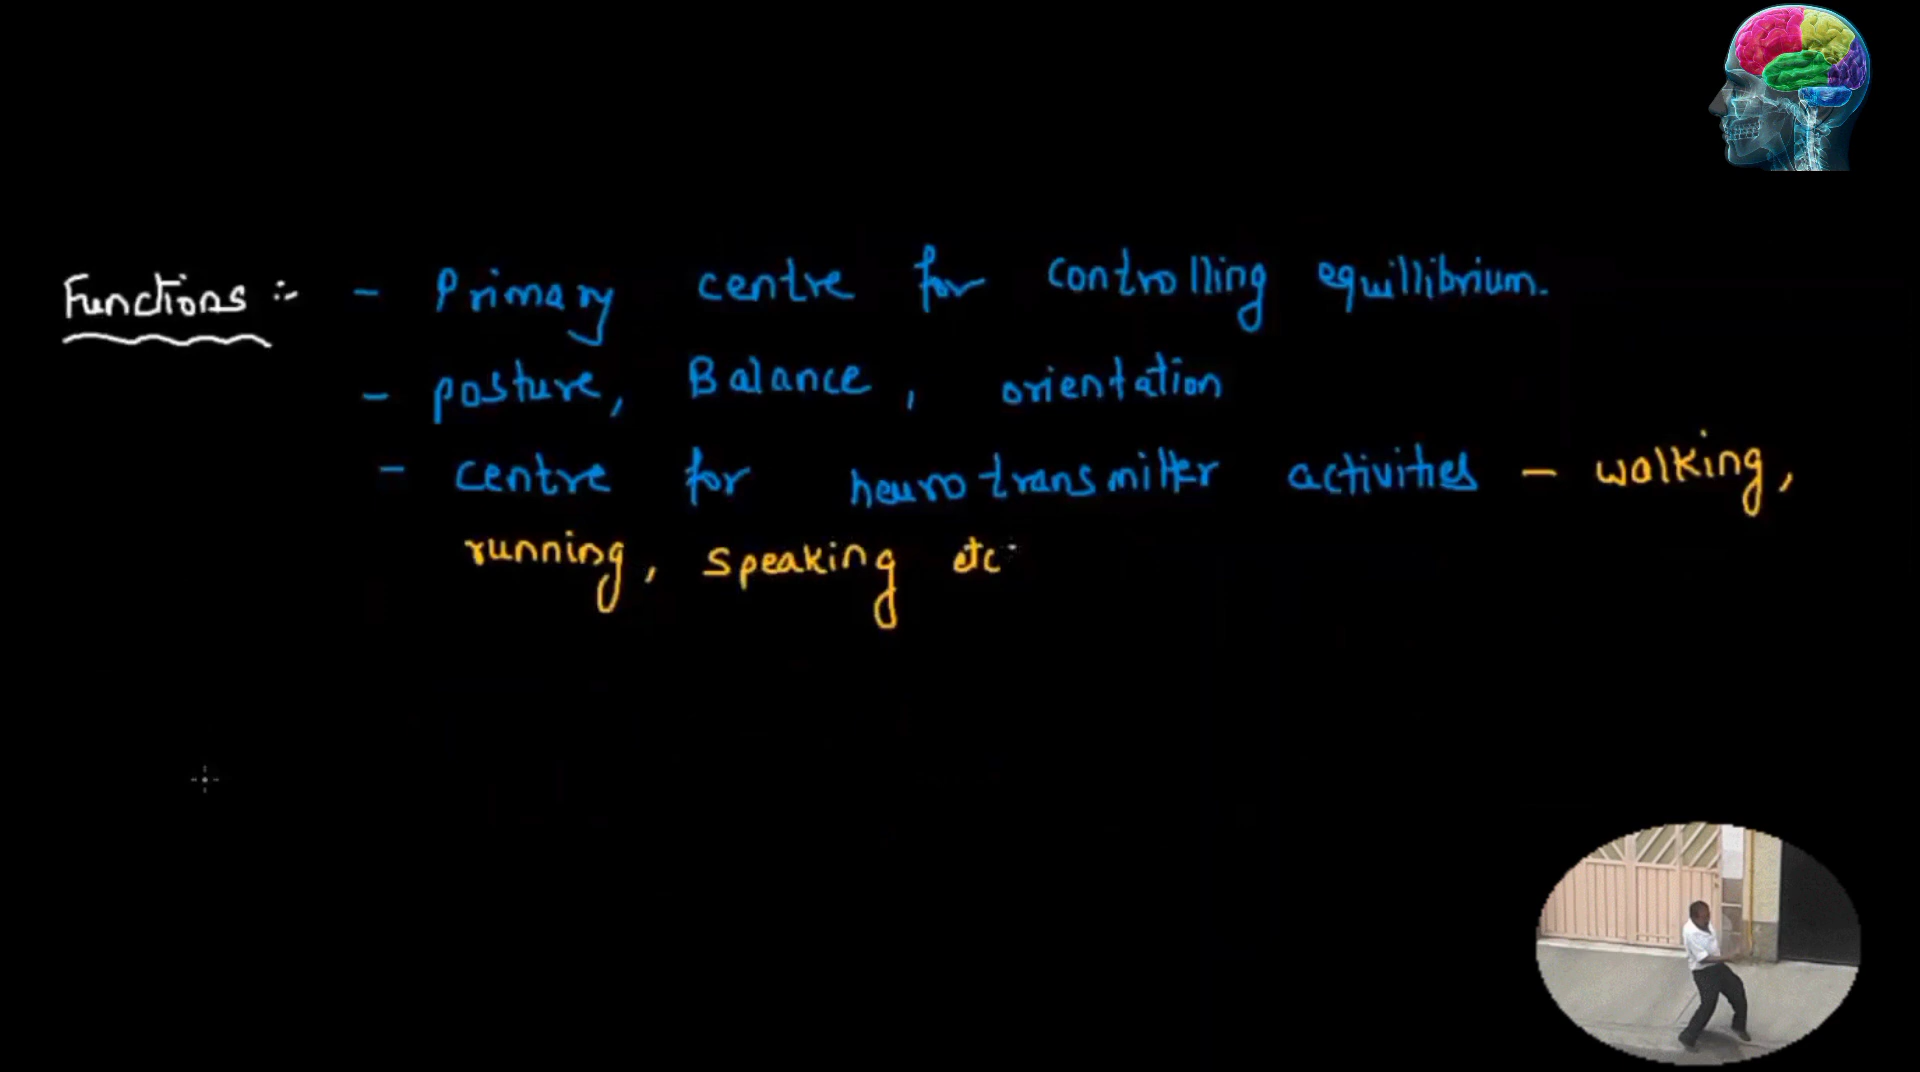 Functions :- - Primary centre for controlling equillibrium.
- posture, Balance, orientation
- centre for neurotransmitter activities - walking,
running, speaking etc